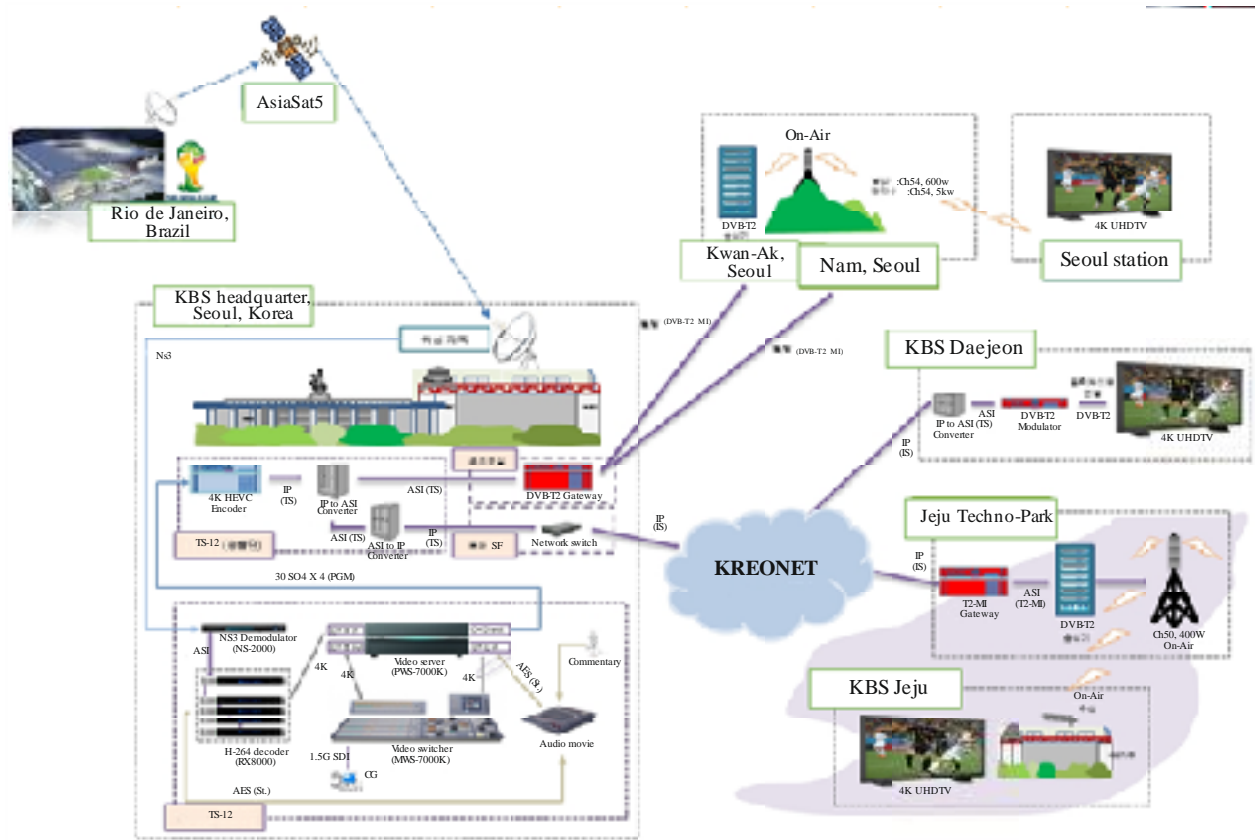 AsiaSat5
Rio de Janeiro,
Brazil
On-Air
:Ch54, 600w
:Ch54, 5kw
DVB-T2
Kwan-Ak,
Seoul
Nam, Seoul
4K UHDTV
Seoul station
KBS headquarter,
Seoul, Korea
Ns3
(DVB-T2 MI)
(DVB-T2 MI)
KBS Daejeon
IP to ASI
Converter
ASI
(TS)
DVB-T2
Modulator
DVB-T2
4K UHDTV
IP
(IS)
4K HEVC
Encoder
IP
(TS)
IP to ASI
Converter
ASI (TS)
DVB-T2 Gateway
ASI (TS)
ASI to IP
Converter
IP
(TS)
Network switch
TS-12
SF
IP
(IS)
KREONET
Jeju Techno-Park
IP
(IS)
T2-MI
Gateway
ASI
(T2-MI)
DVB-T2
Ch50, 400W
On-Air
30 SO4 X 4 (PGM)
NS3 Demodulator
(NS-2000)
ASI
4K
4K
Video server
(PWS-7000K)
4K
AES (St.)
Commentary
H-264 decoder
(RX8000)
1.5G SDI
Video switcher
(MWS-7000K)
Audio movie
CG
AES (St.)
TS-12
On-Air
KBS Jeju
4K UHDTV